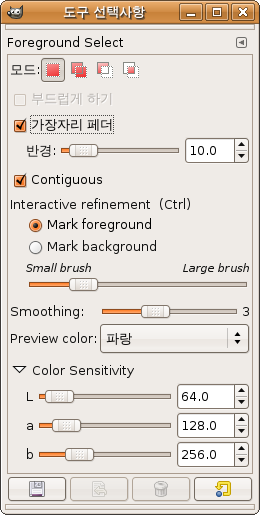 도구 선택사항
Foreground Select
모드:
부드럽게 하기
가장자리 페더
반경: 10.0
Contiguous
Interactive refinement (Ctrl)
Mark foreground
Mark background
Small brush Large brush
Smoothing: 3
Preview color: 파랑
Color Sensitivity
L 64.0
a 128.0
b 256.0